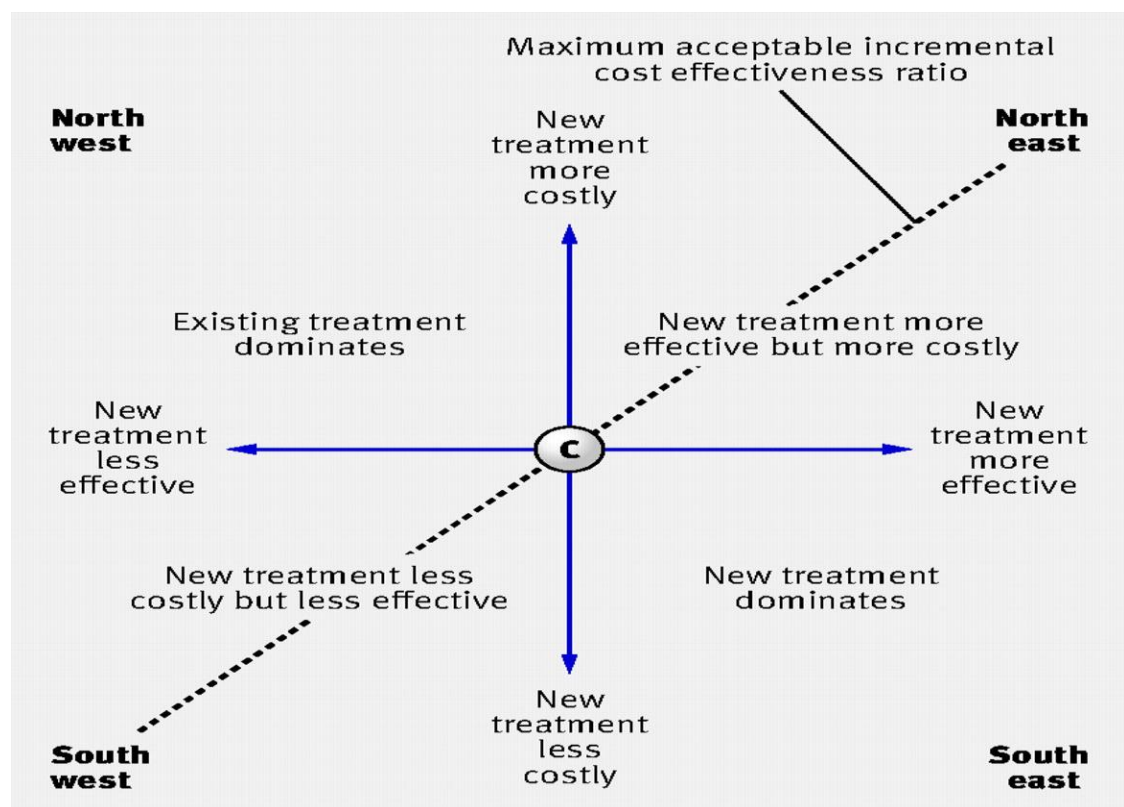 Maximum acceptable incremental
cost effectiveness ratio
North
west
New
treatment
more
costly
North
east
Existing treatment
dominates
New treatment more
effective but more costly
New
treatment
less
effective
C
New
treatment
more
effective
New treatment less
costly but less effective
New treatment
dominates
South
west
New
treatment
less
costly
South
east